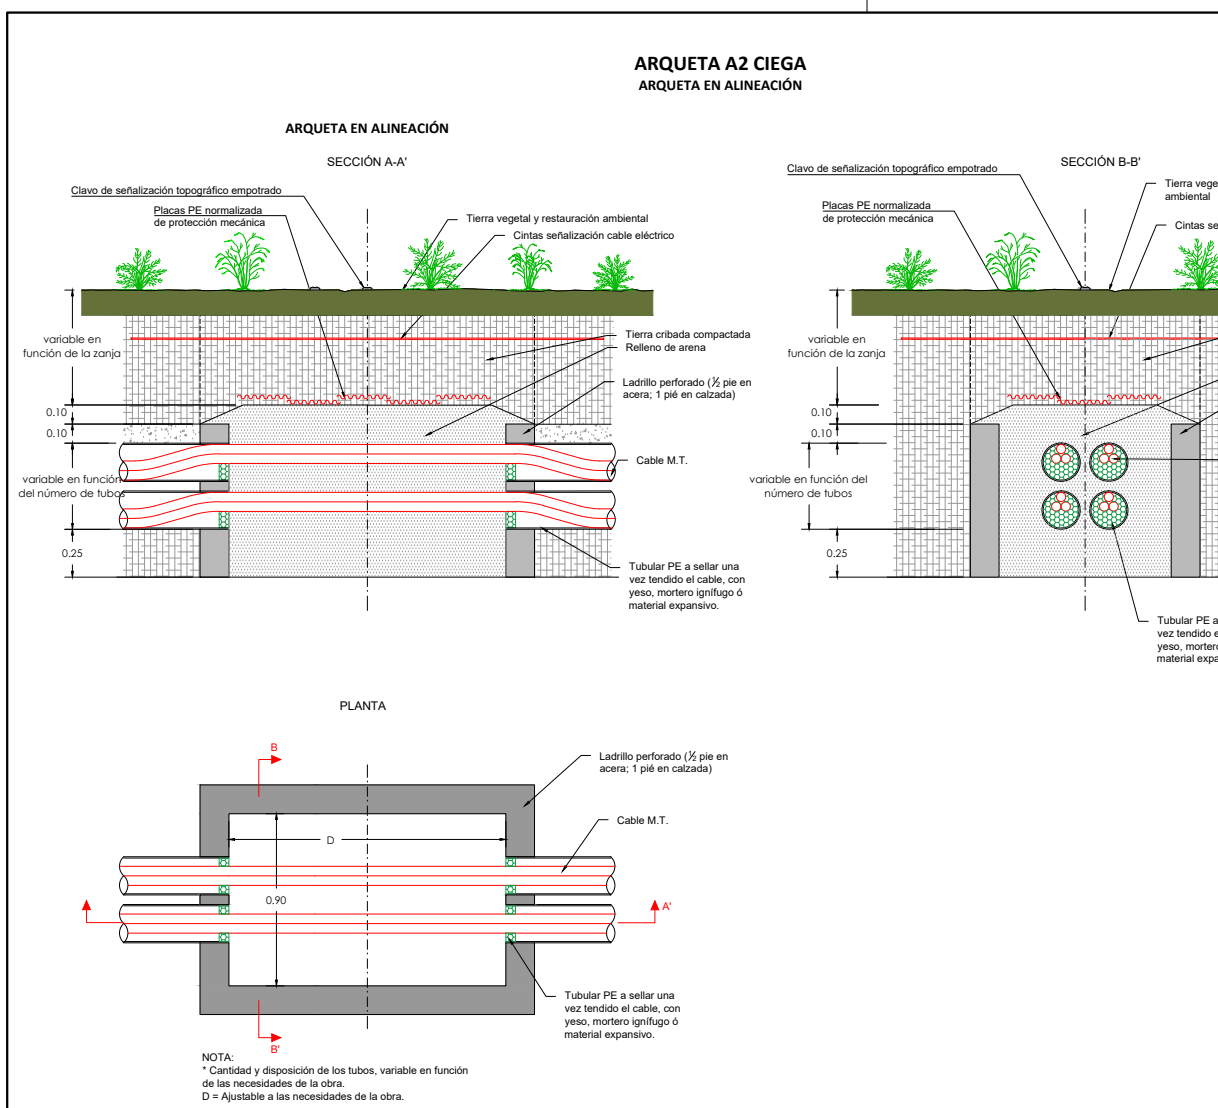 ARQUETA A2 CIEGA
ARQUETA EN ALINEACIÓN
ARQUETA EN ALINEACIÓN
SECCIÓN A-A'
Clavo de señalización topográfico empotrado
Placas PE normalizada
de protección mecánica
Tierra vegetal y restauración ambiental
Cintas señalización cable eléctrico
variable en
función de la zanja
Tierra cribada compactada
Relleno de arena
Ladrillo perforado (½ pie en
acera; 1 pié en calzada)
0.10
0.10
Cable M.T.
variable en función
del número de tubos
0.25
Tubular PE a sellar una
vez tendido el cable, con
yeso, mortero ignífugo ó
material expansivo.
SECCIÓN B-B'
Clavo de señalización topográfico empotrado
Tierra vege
ambiental
Placas PE normalizada
de protección mecánica
Cintas se
variable en
función de la zanja
0.10
0.10
variable en función del
número de tubos
0.25
Tubular PE a
vez tendido e
yeso, mortero
material expa
PLANTA
B
Ladrillo perforado (½ pie en
acera; 1 pié en calzada)
Cable M.T.
D
0.90
A'
Tubular PE a sellar una
vez tendido el cable, con
yeso, mortero ignífugo ó
material expansivo.
B'
NOTA:
* Cantidad y disposición de los tubos, variable en función
de las necesidades de la obra.
D = Ajustable a las necesidades de la obra.